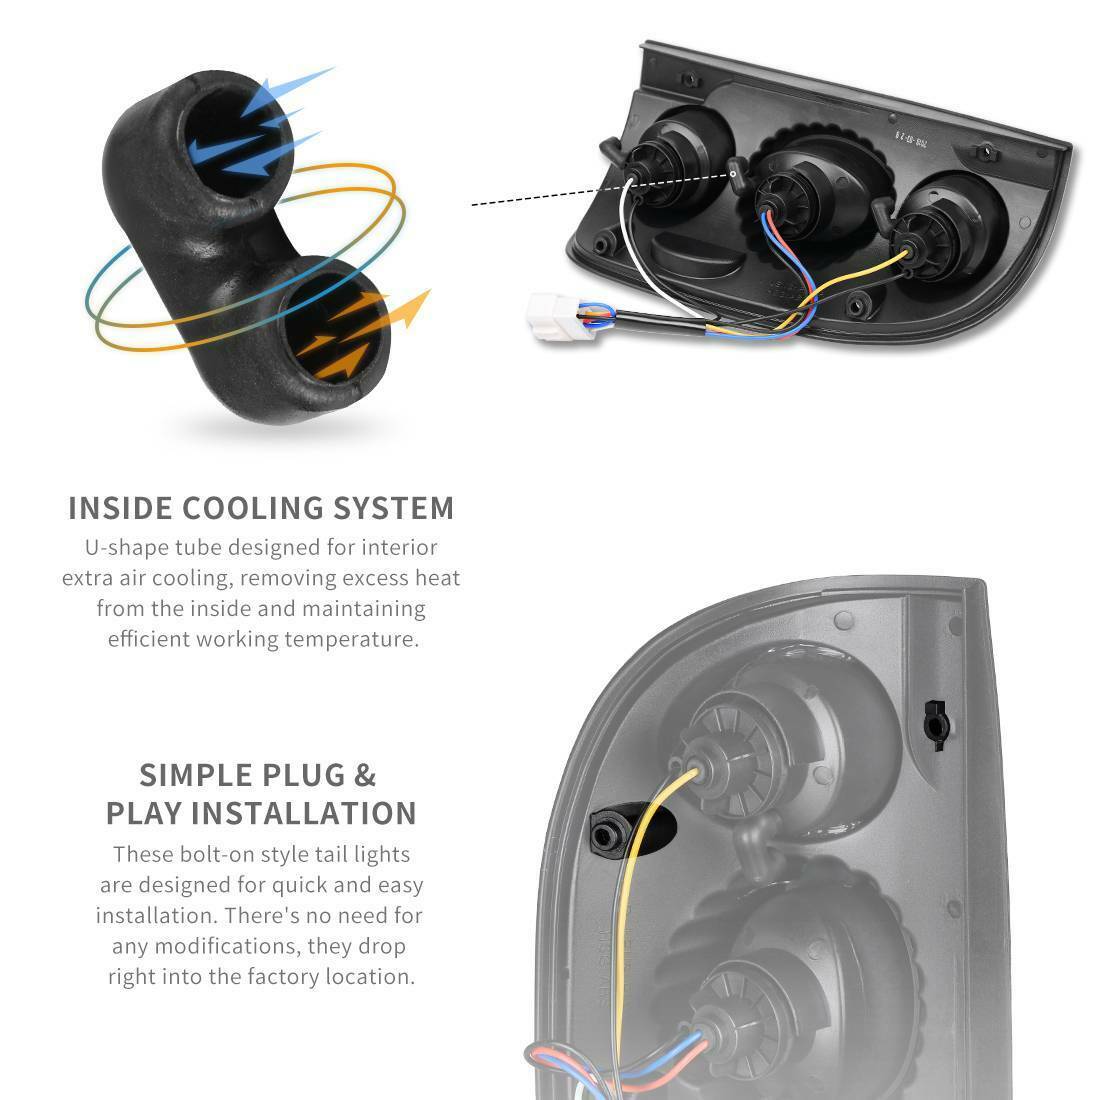 INSIDE COOLING SYSTEM
U-shape tube designed for interior
extra air cooling, removing excess heat
from the inside and maintaining
efficient working temperature.
SIMPLE PLUG &
PLAY INSTALLATION
These bolt-on style tail lights
are designed for quick and easy
installation. There's no need for
any modifications, they drop
right into the factory location.